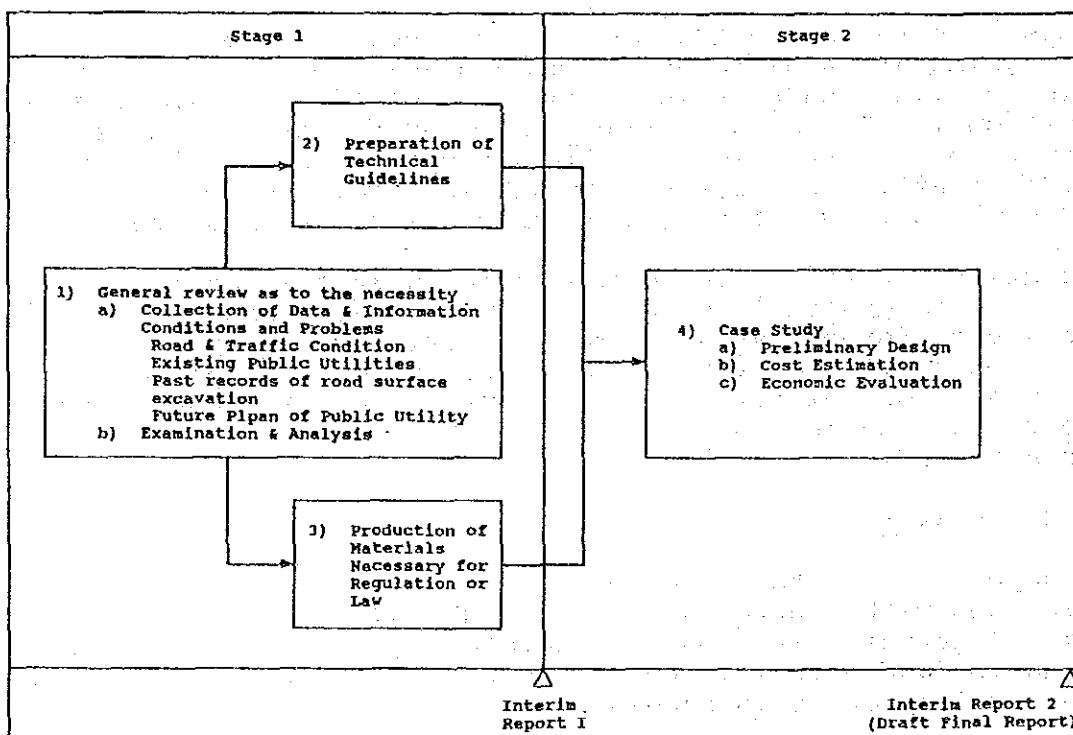 Stage 1
Stage 2
2) Preparation of
Technical
Guidelines
1) General review as to the necessity
a) Collection of Data & Information
Conditions and Problems
Road & Traffic Condition
Existing Public Utilities
Past records of road surface
excavation
Future Plpan of Public Utility
b) Examination & Analysis
3) Production of
Materials
Necessary for
Regulation or
Law
4) Case Study
a) Preliminary Design
b) Cost Estimation
c) Economic Evaluation
Interim
Report I
Interim Report 2
(Draft Final Report)